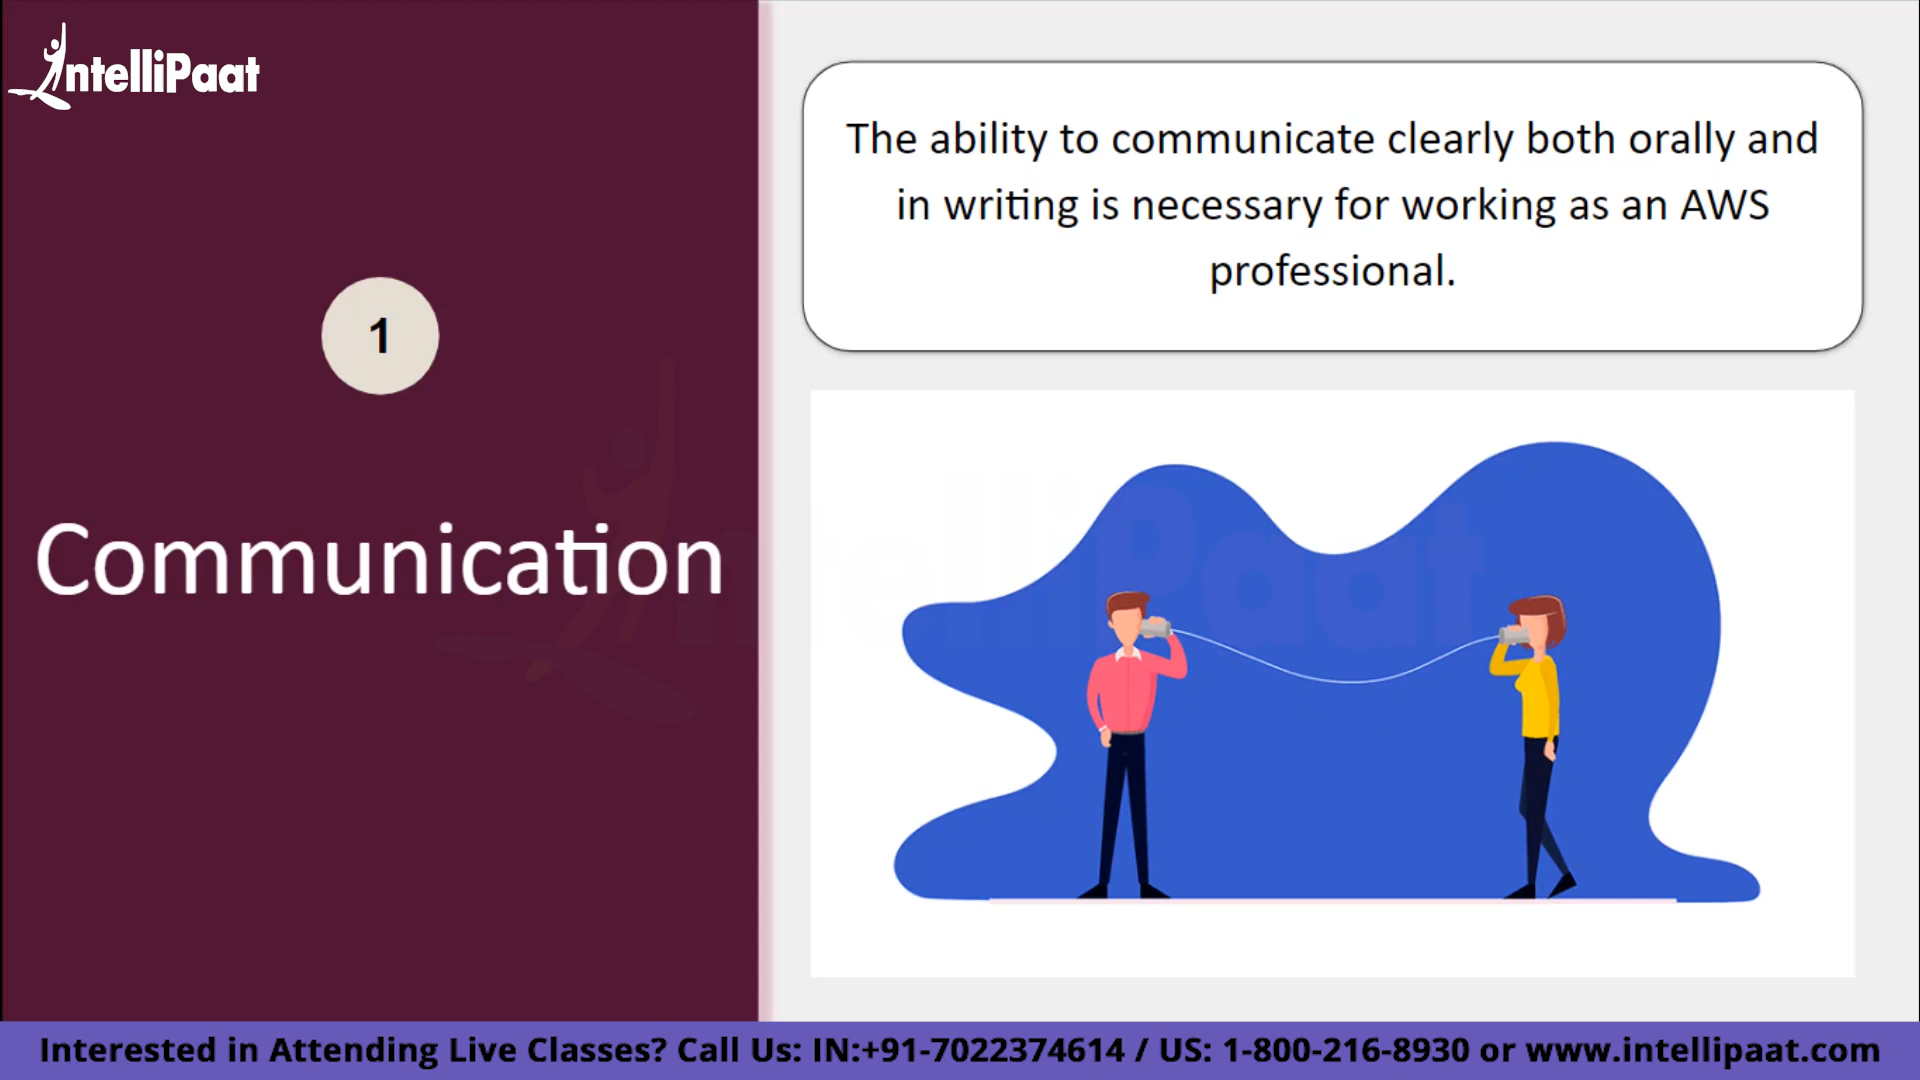 IntelliPaat
1
Communication
The ability to communicate clearly both orally and
in writing is necessary for working as an AWS
professional.
IntelliPaat
Interested in Attending Live Classes? Call Us: IN:+91-7022374614 / US: 1-800-216-8930 or www.intellipaat.com